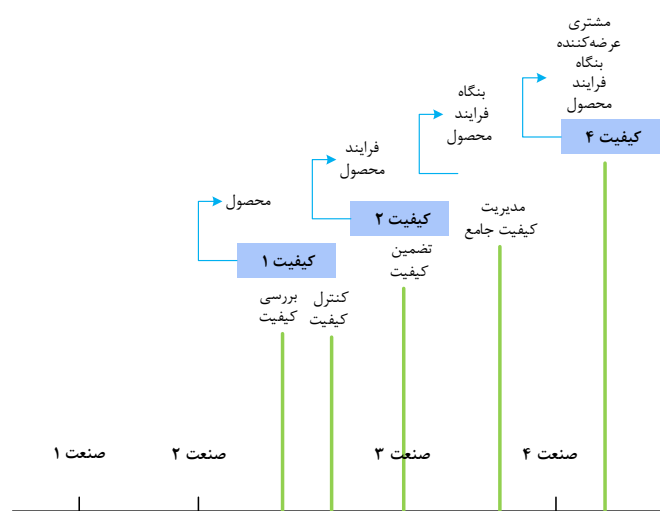 مشتری
عرضه‌کننده
بنگاه
فرایند
محصول
کیفیت ۴
بنگاه
فرایند
محصول
مدیریت
کیفیت جامع
فرایند
محصول
کیفیت ۲
تضمین
کیفیت
محصول
کیفیت ۱
بررسی
کیفیت
کنترل
کیفیت
صنعت ۱
صنعت ۲
صنعت ۳
صنعت ۴